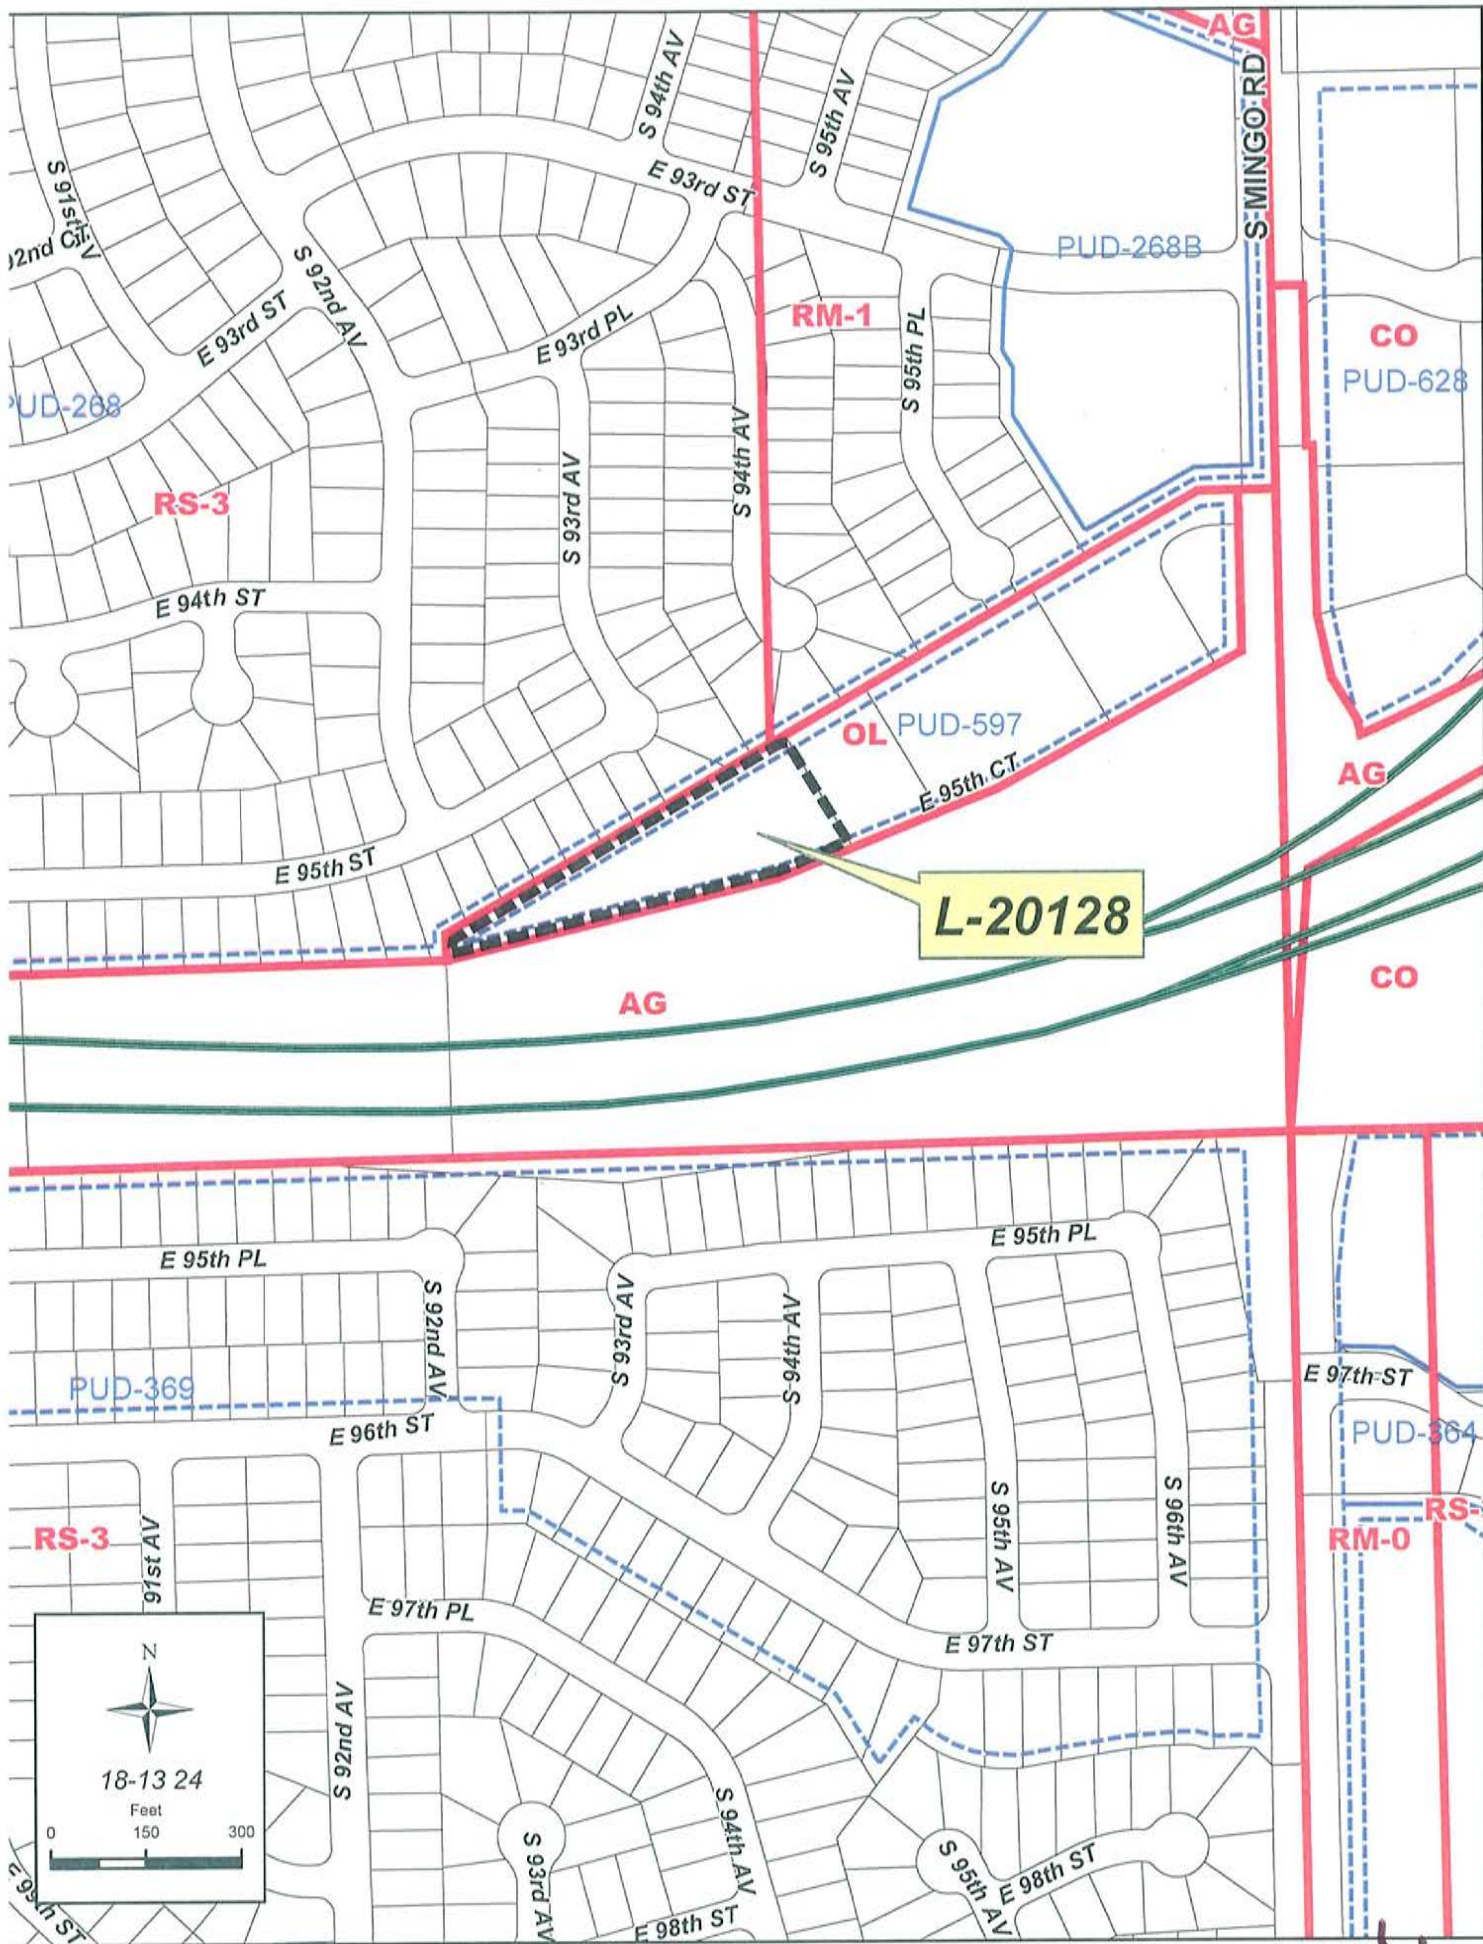 AG
S MINGO RD
S 94th AV
S 95th AV
E 93rd ST
S 91st AV
S 92nd AV
PUD-268B
E 93rd ST
E 93rd PL
RM-1
S 95th PL
CO
PUD-628
PUD-268
S 94th AV
S 93rd AV
RS-3
E 94th ST
OL
PUD-597
E 95th CT
AG
E 95th ST
L-20128
AG
CO
E 95th PL
E 95th PL
S 92nd AV
S 93rd AV
S 94th AV
E 97th ST
PUD-369
E 96th ST
PUD-364
S 95th AV
S 96th AV
RS-3
91st AV
RS-
RM-0
E 97th PL
E 97th ST
N
S 92nd AV
18-13 24
Feet
0 150 300
S 94th AV
S 93rd AV
S 95th AV
E 98th ST
E 98th ST